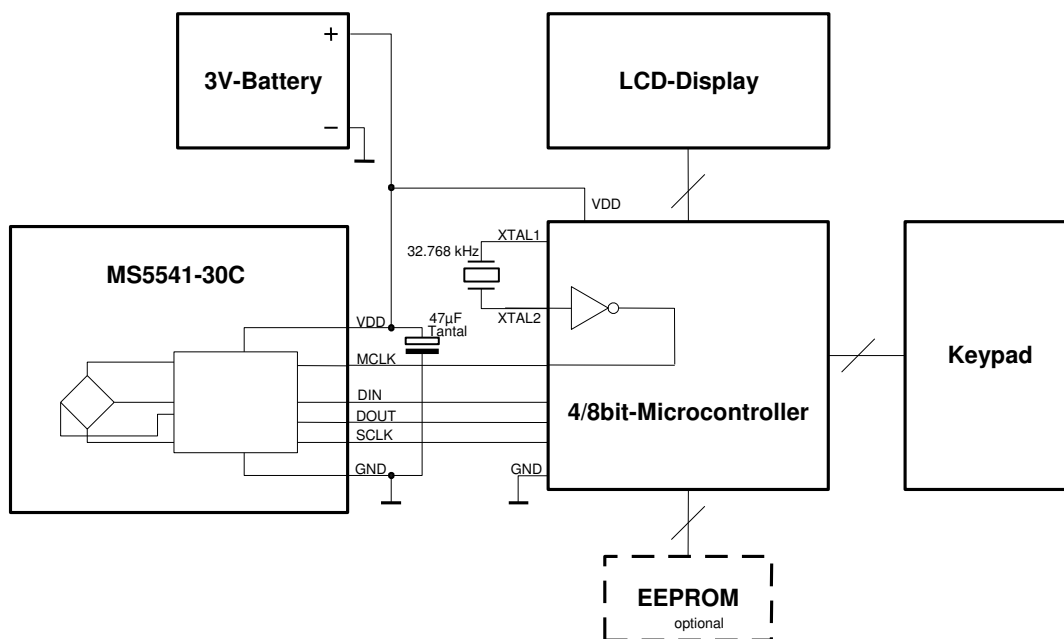 +
3V-Battery
−
LCD-Display
VDD
MS5541-30C
32.768 kHz
XTAL1
XTAL2
47µF
Tantal
VDD
MCLK
DIN
DOUT
SCLK
GND
4/8bit-Microcontroller
GND
Keypad
EEPROM
optional